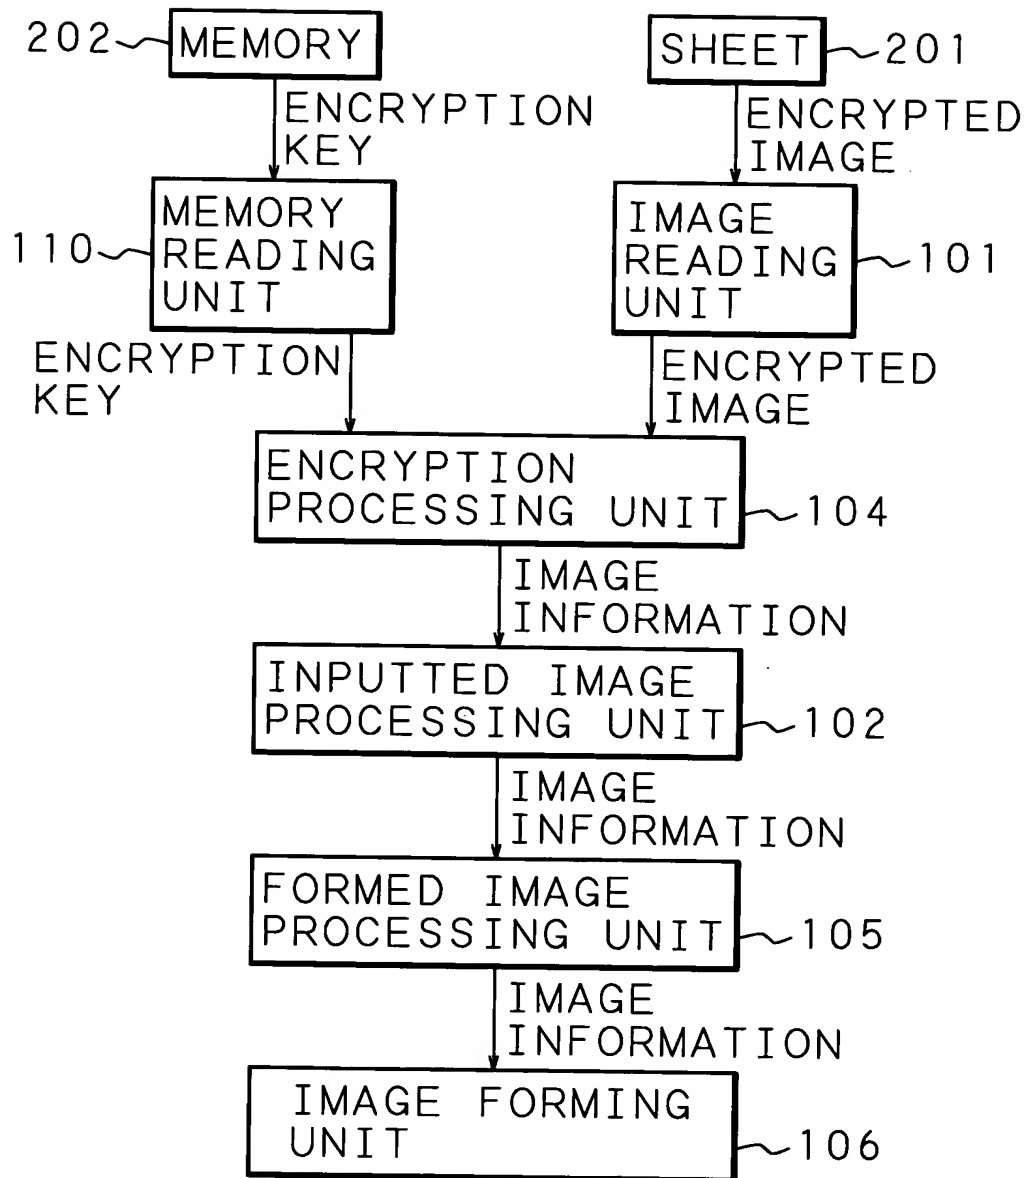 202 MEMORY
SHEET 201
ENCRYPTION
KEY
ENCRYPTED
IMAGE
110
MEMORY
READING
UNIT
IMAGE
READING
UNIT
101
ENCRYPTION
KEY
ENCRYPTED
IMAGE
ENCRYPTION
PROCESSING UNIT 104
IMAGE
INFORMATION
INPUTTED IMAGE
PROCESSING UNIT 102
IMAGE
INFORMATION
FORMED IMAGE
PROCESSING UNIT 105
IMAGE
INFORMATION
IMAGE FORMING
UNIT 106